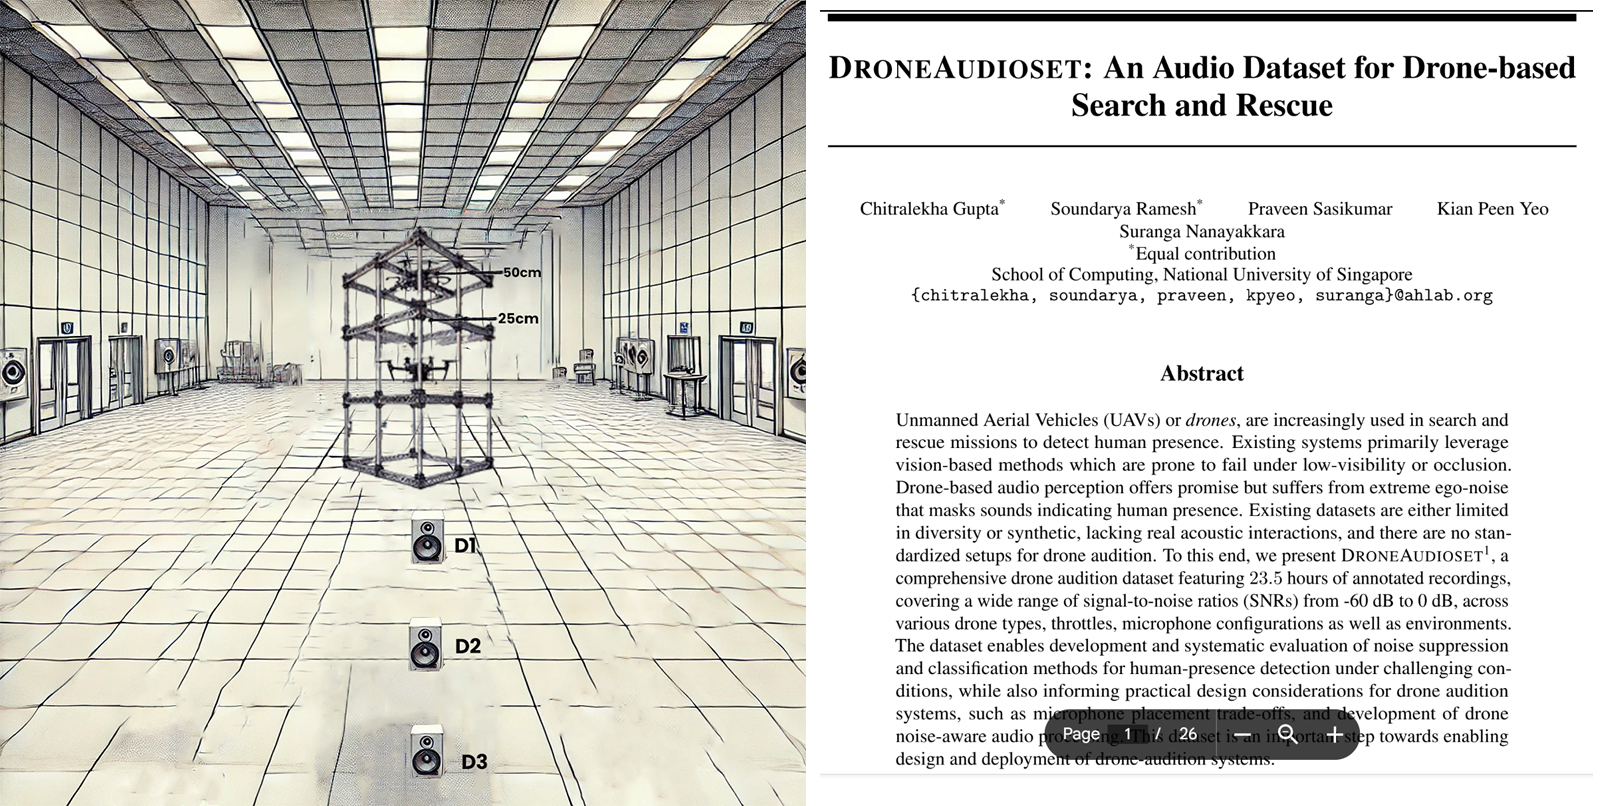 50cm
25cm
D1
D2
D3
DRONEAUDIOSET: An Audio Dataset for Drone-based
Search and Rescue
Chitralekha Gupta* Soundarya Ramesh* Praveen Sasikumar Kian Peen Yeo
Suranga Nanayakkara
*Equal contribution
School of Computing, National University of Singapore
{chitralekha, soundarya, praveen, kpyeo, suranga}@ahlab.org
Abstract
Unmanned Aerial Vehicles (UAVs) or drones, are increasingly used in search and
rescue missions to detect human presence. Existing systems primarily leverage
vision-based methods which are prone to fail under low-visibility or occlusion.
Drone-based audio perception offers promise but suffers from extreme ego-noise
that masks sounds indicating human presence. Existing datasets are either limited
in diversity or synthetic, lacking real acoustic interactions, and there are no stan-
dardized setups for drone audition. To this end, we present DRONEAUDIOSET1, a
comprehensive drone audition dataset featuring 23.5 hours of annotated recordings,
covering a wide range of signal-to-noise ratios (SNRs) from -60 dB to 0 dB, across
various drone types, throttles, microphone configurations as well as environments.
The dataset enables development and systematic evaluation of noise suppression
and classification methods for human-presence detection under challenging con-
ditions, while also informing practical design considerations for drone audition
systems, such as microphone placement trade-offs, and development of drone
noise-aware audio This dataset is an important step towards enabling
design and deployment of drone-audition systems.
Page 1 / 26